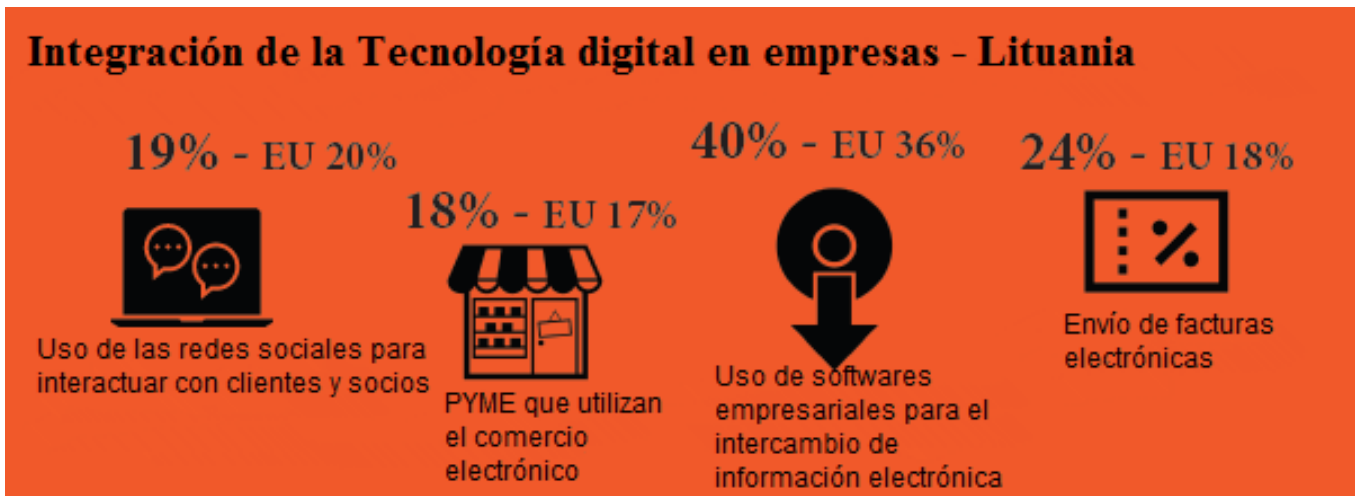 Integración de la Tecnología digital en empresas - Lituania
19% - EU 20%
Uso de las redes sociales para
interactuar con clientes y socios
18% - EU 17%
PYME que utilizan
el comercio
electrónico
40% - EU 36%
Uso de softwares
empresariales para el
intercambio de
información electrónica
24% - EU 18%
%
Envío de facturas
electrónicas